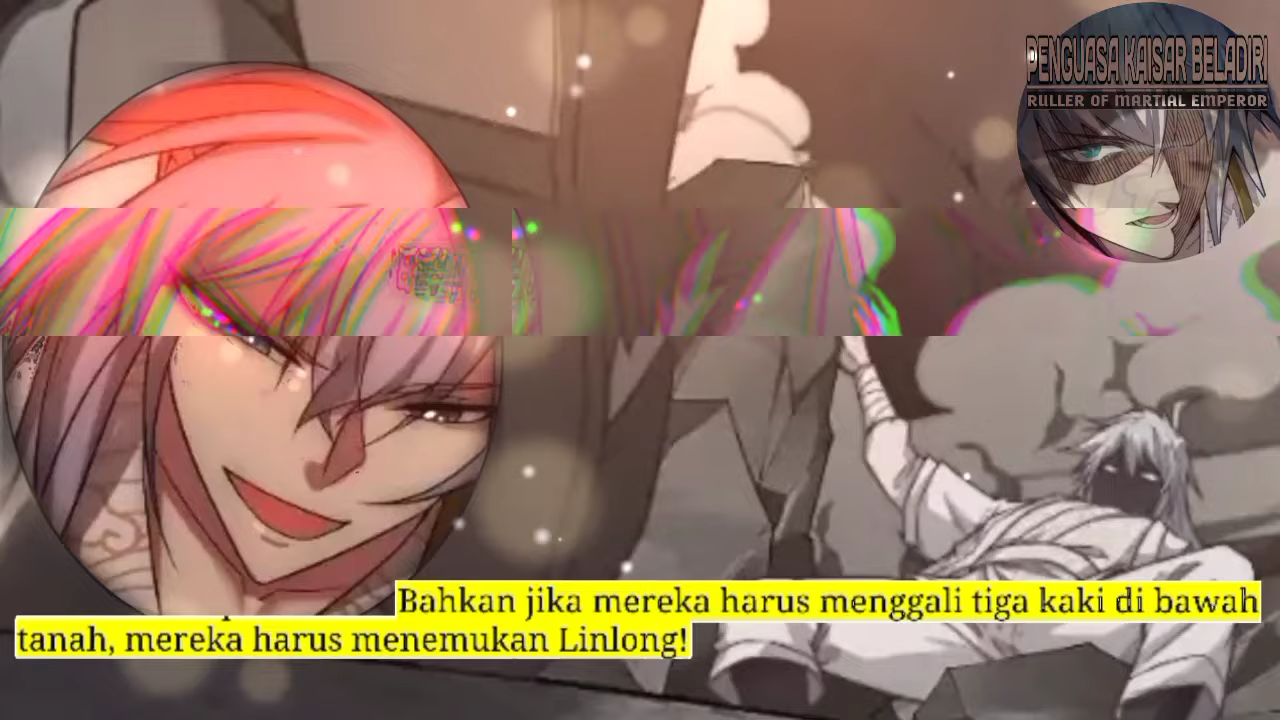 PENGUASA KAISAR BELADIRI
RULLER OF MARTIAL EMPEROR
Bahkan jika mereka harus menggali tiga kaki di bawah
tanah, mereka harus menemukan Linlong!